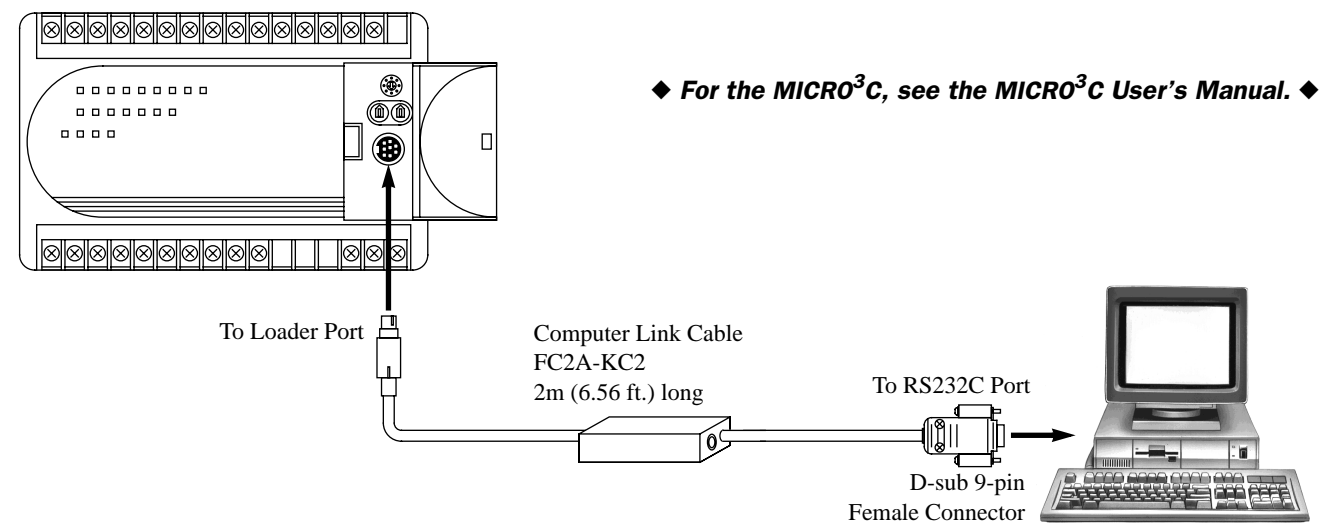 ◆ For the MICRO³C, see the MICRO³C User's Manual. ◆
To Loader Port
Computer Link Cable
FC2A-KC2
2m (6.56 ft.) long
To RS232C Port
D-sub 9-pin
Female Connector